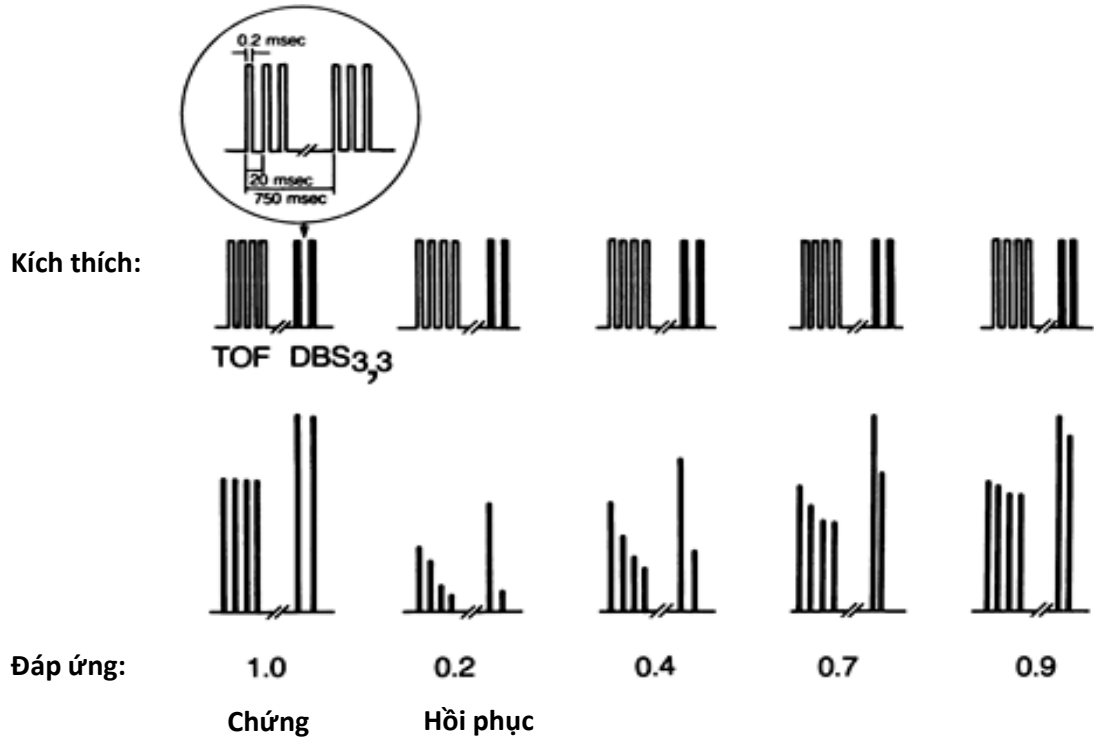 0.2 msec
20 msec
750 msec
Kích thích:
TOF DBS3,3
Đáp ứng: 1.0 0.2 0.4 0.7 0.9
Chứng Hồi phục